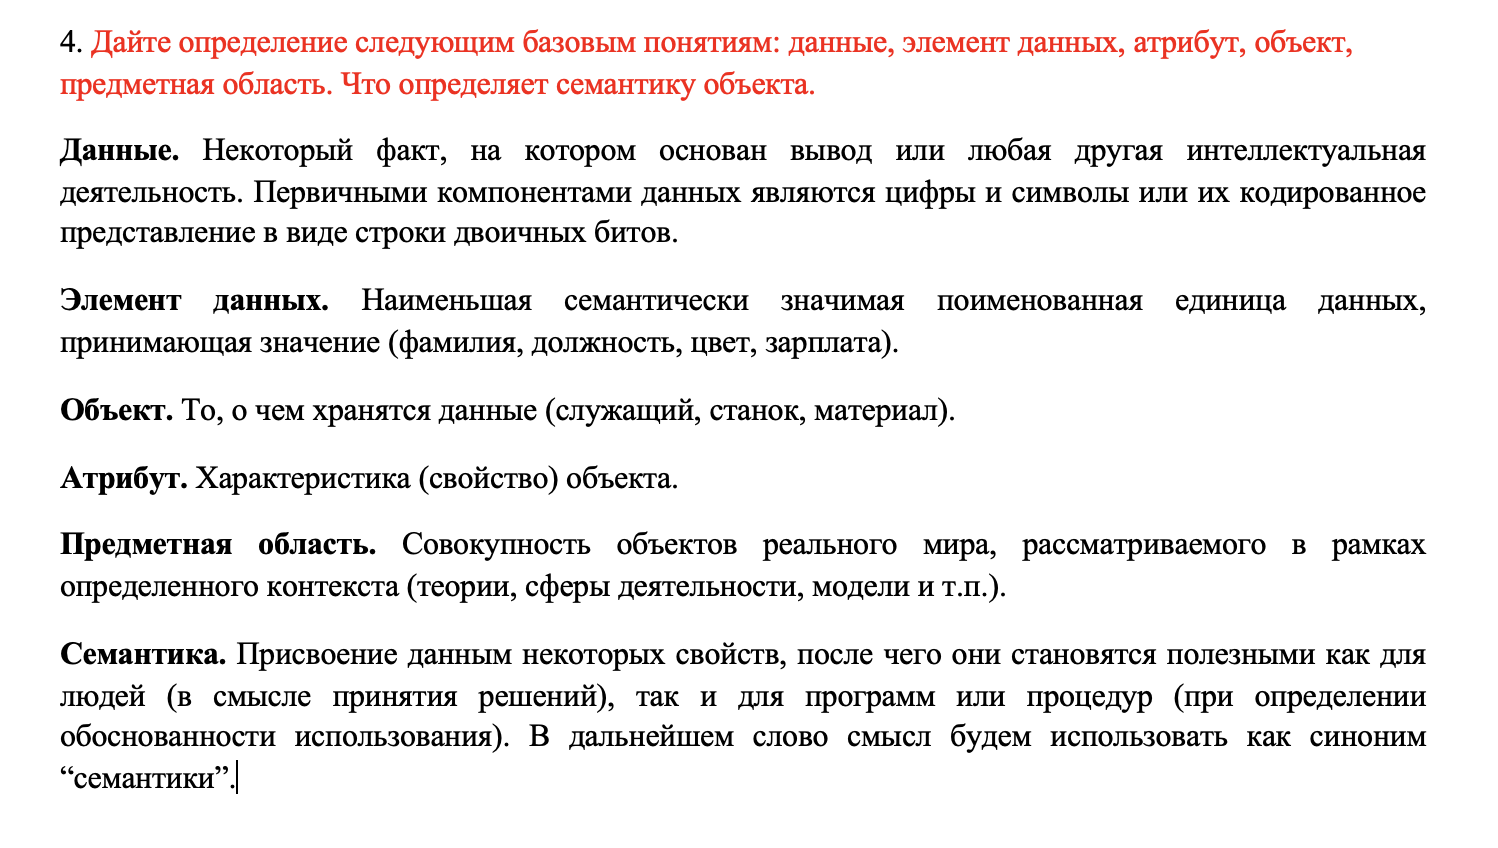 4. Дайте определение следующим базовым понятиям: данные, элемент данных, атрибут, объект,
предметная область. Что определяет семантику объекта.
Данные. Некоторый факт, на котором основан вывод или любая другая интеллектуальная
деятельность. Первичными компонентами данных являются цифры и символы или их кодированное
представление в виде строки двоичных битов.
Элемент данных. Наименьшая семантически значимая поименованная единица данных,
принимающая значение (фамилия, должность, цвет, зарплата).
Объект. То, о чем хранятся данные (служащий, станок, материал).
Атрибут. Характеристика (свойство) объекта.
Предметная область. Совокупность объектов реального мира, рассматриваемого в рамках
определенного контекста (теории, сферы деятельности, модели и т.п.).
Семантика. Присвоение данным некоторых свойств, после чего они становятся полезными как для
людей (в смысле принятия решений), так и для программ или процедур (при определении
обоснованности использования). В дальнейшем слово смысл будем использовать как синоним
“семантики”.